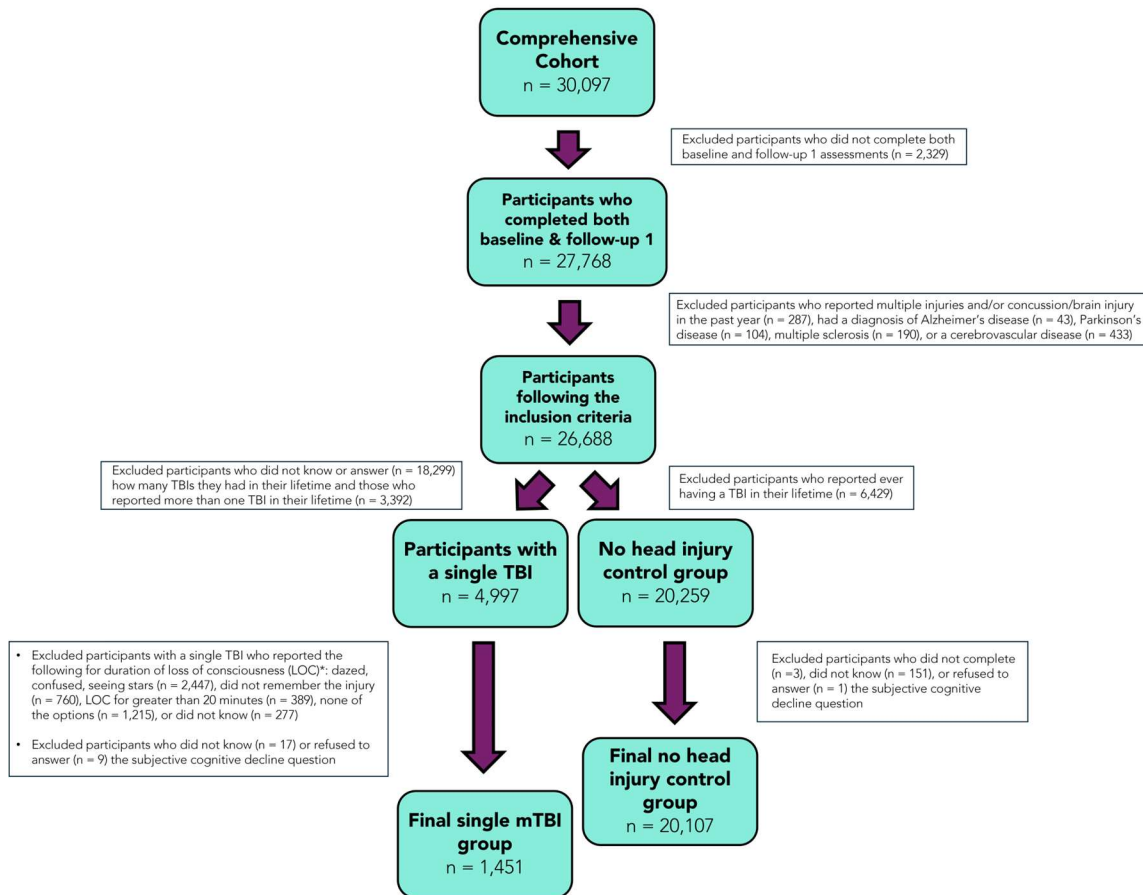 Comprehensive
Cohort
n = 30,097
Excluded participants who did not complete both
baseline and follow-up 1 assessments (n = 2,329)
Participants who
completed both
baseline & follow-up 1
n = 27,768
Excluded participants who reported multiple injuries and/or concussion/brain injury
in the past year (n = 287), had a diagnosis of Alzheimer's disease (n = 43), Parkinson's
disease (n = 104), multiple sclerosis (n = 190), or a cerebrovascular disease (n = 433)
Participants
following the
inclusion criteria
n = 26,688
Excluded participants who did not know or answer (n = 18,299)
how many TBIs they had in their lifetime and those who
reported more than one TBI in their lifetime (n = 3,392)
Excluded participants who reported ever
having a TBI in their lifetime (n = 6,429)
Participants with
a single TBI
n = 4,997
No head injury
control group
n = 20,259
• Excluded participants with a single TBI who reported the
following for duration of loss of consciousness (LOC)*: dazed,
confused, seeing stars (n = 2,447), did not remember the injury
(n = 760), LOC for greater than 20 minutes (n = 389), none of
the options (n = 1,215), or did not know (n = 277)
• Excluded participants who did not know (n = 17) or refused to
answer (n = 9) the subjective cognitive decline question
Excluded participants who did not complete
(n =3), did not know (n = 151), or refused to
answer (n = 1) the subjective cognitive
decline question
Final single mTBI
group
n = 1,451
Final no head
injury control
group
n = 20,107